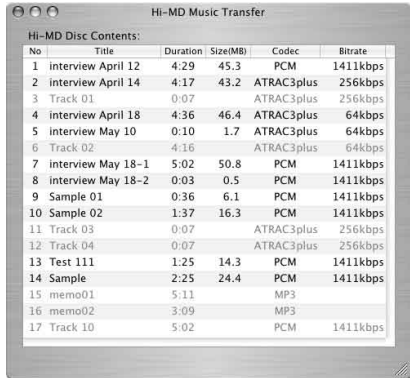 Hi-MD Music Transfer
Hi-MD Disc Contents:
No Title Duration Size(MB) Codec Bitrate
1 interview April 12 4:29 45.3 PCM 1411kbps
2 interview April 14 4:17 43.2 ATRAC3plus 256kbps
3 Track 01 0:07 ATRAC3plus 256kbps
4 interview April 18 4:36 46.4 ATRAC3plus 64kbps
5 interview May 10 0:10 1.7 ATRAC3plus 64kbps
6 Track 02 4:16 ATRAC3plus 64kbps
7 interview May 18-1 5:02 50.8 PCM 1411kbps
8 interview May 18-2 0:03 0.5 PCM 1411kbps
9 Sample 01 0:36 6.1 PCM 1411kbps
10 Sample 02 1:37 16.3 PCM 1411kbps
11 Track 03 0:07 ATRAC3plus 256kbps
12 Track 04 0:07 ATRAC3plus 256kbps
13 Test 111 1:25 14.3 PCM 1411kbps
14 Sample 2:25 24.4 PCM 1411kbps
15 memo01 5:11 MP3
16 memo02 3:09 MP3
17 Track 10 5:02 PCM 1411kbps